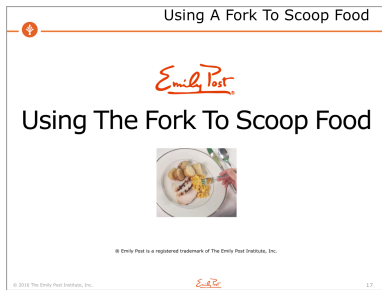 Using A Fork To Scoop Food
Emily Post
®
Using The Fork To Scoop Food
® Emily Post is a registered trademark of The Emily Post Institute, Inc.
© 2016 The Emily Post Institute, Inc.
Emily Post
17